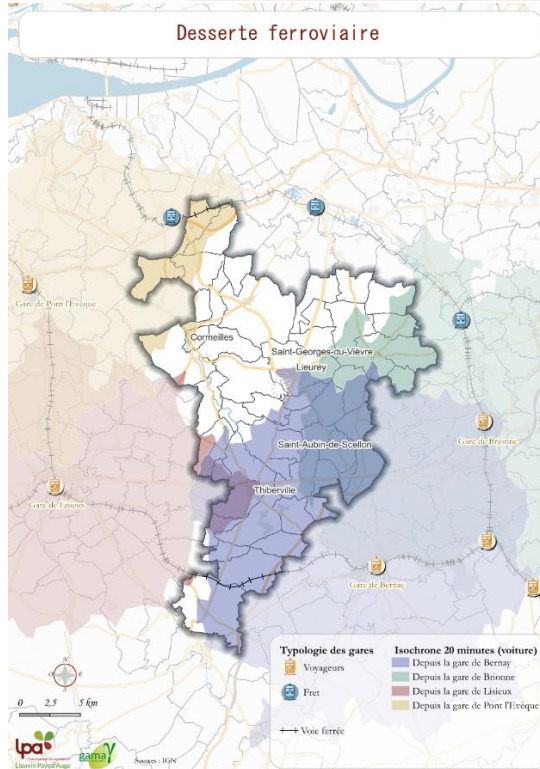 Desserte ferroviaire
Gare de Pont l'Evêque
Cormeilles
Saint-Georges-du-Vièvre
Lieurey
Gare de Brionne
Saint-Aubin-de-Scellon
Gare de Lisieux
Thiberville
Gare de Bernay
N
S
0 2,5 5 km
Typologie des gares
Voyageurs
Fret
Voie ferrée
Isochrone 20 minutes (voiture)
Depuis la gare de Bernay
Depuis la gare de Brionne
Depuis la gare de Lisieux
Depuis la gare de Pont l'Evêque
lpa
Lieuvin Pays d'Auge
gama
Sources : IGN